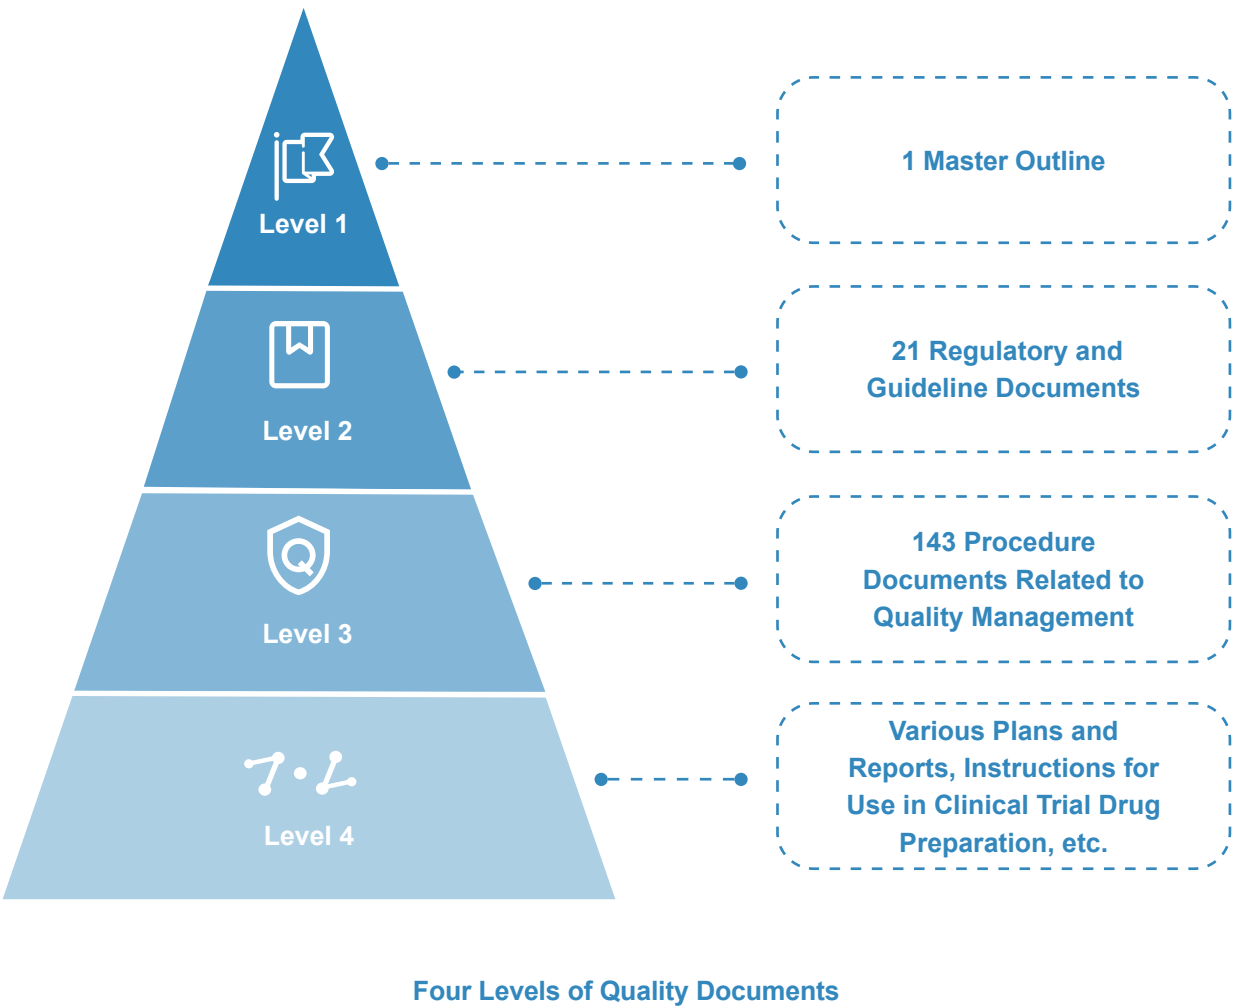 Level 1
1 Master Outline
Level 2
21 Regulatory and
Guideline Documents
Level 3
143 Procedure
Documents Related to
Quality Management
Level 4
Various Plans and
Reports, Instructions for
Use in Clinical Trial Drug
Preparation, etc.
Four Levels of Quality Documents